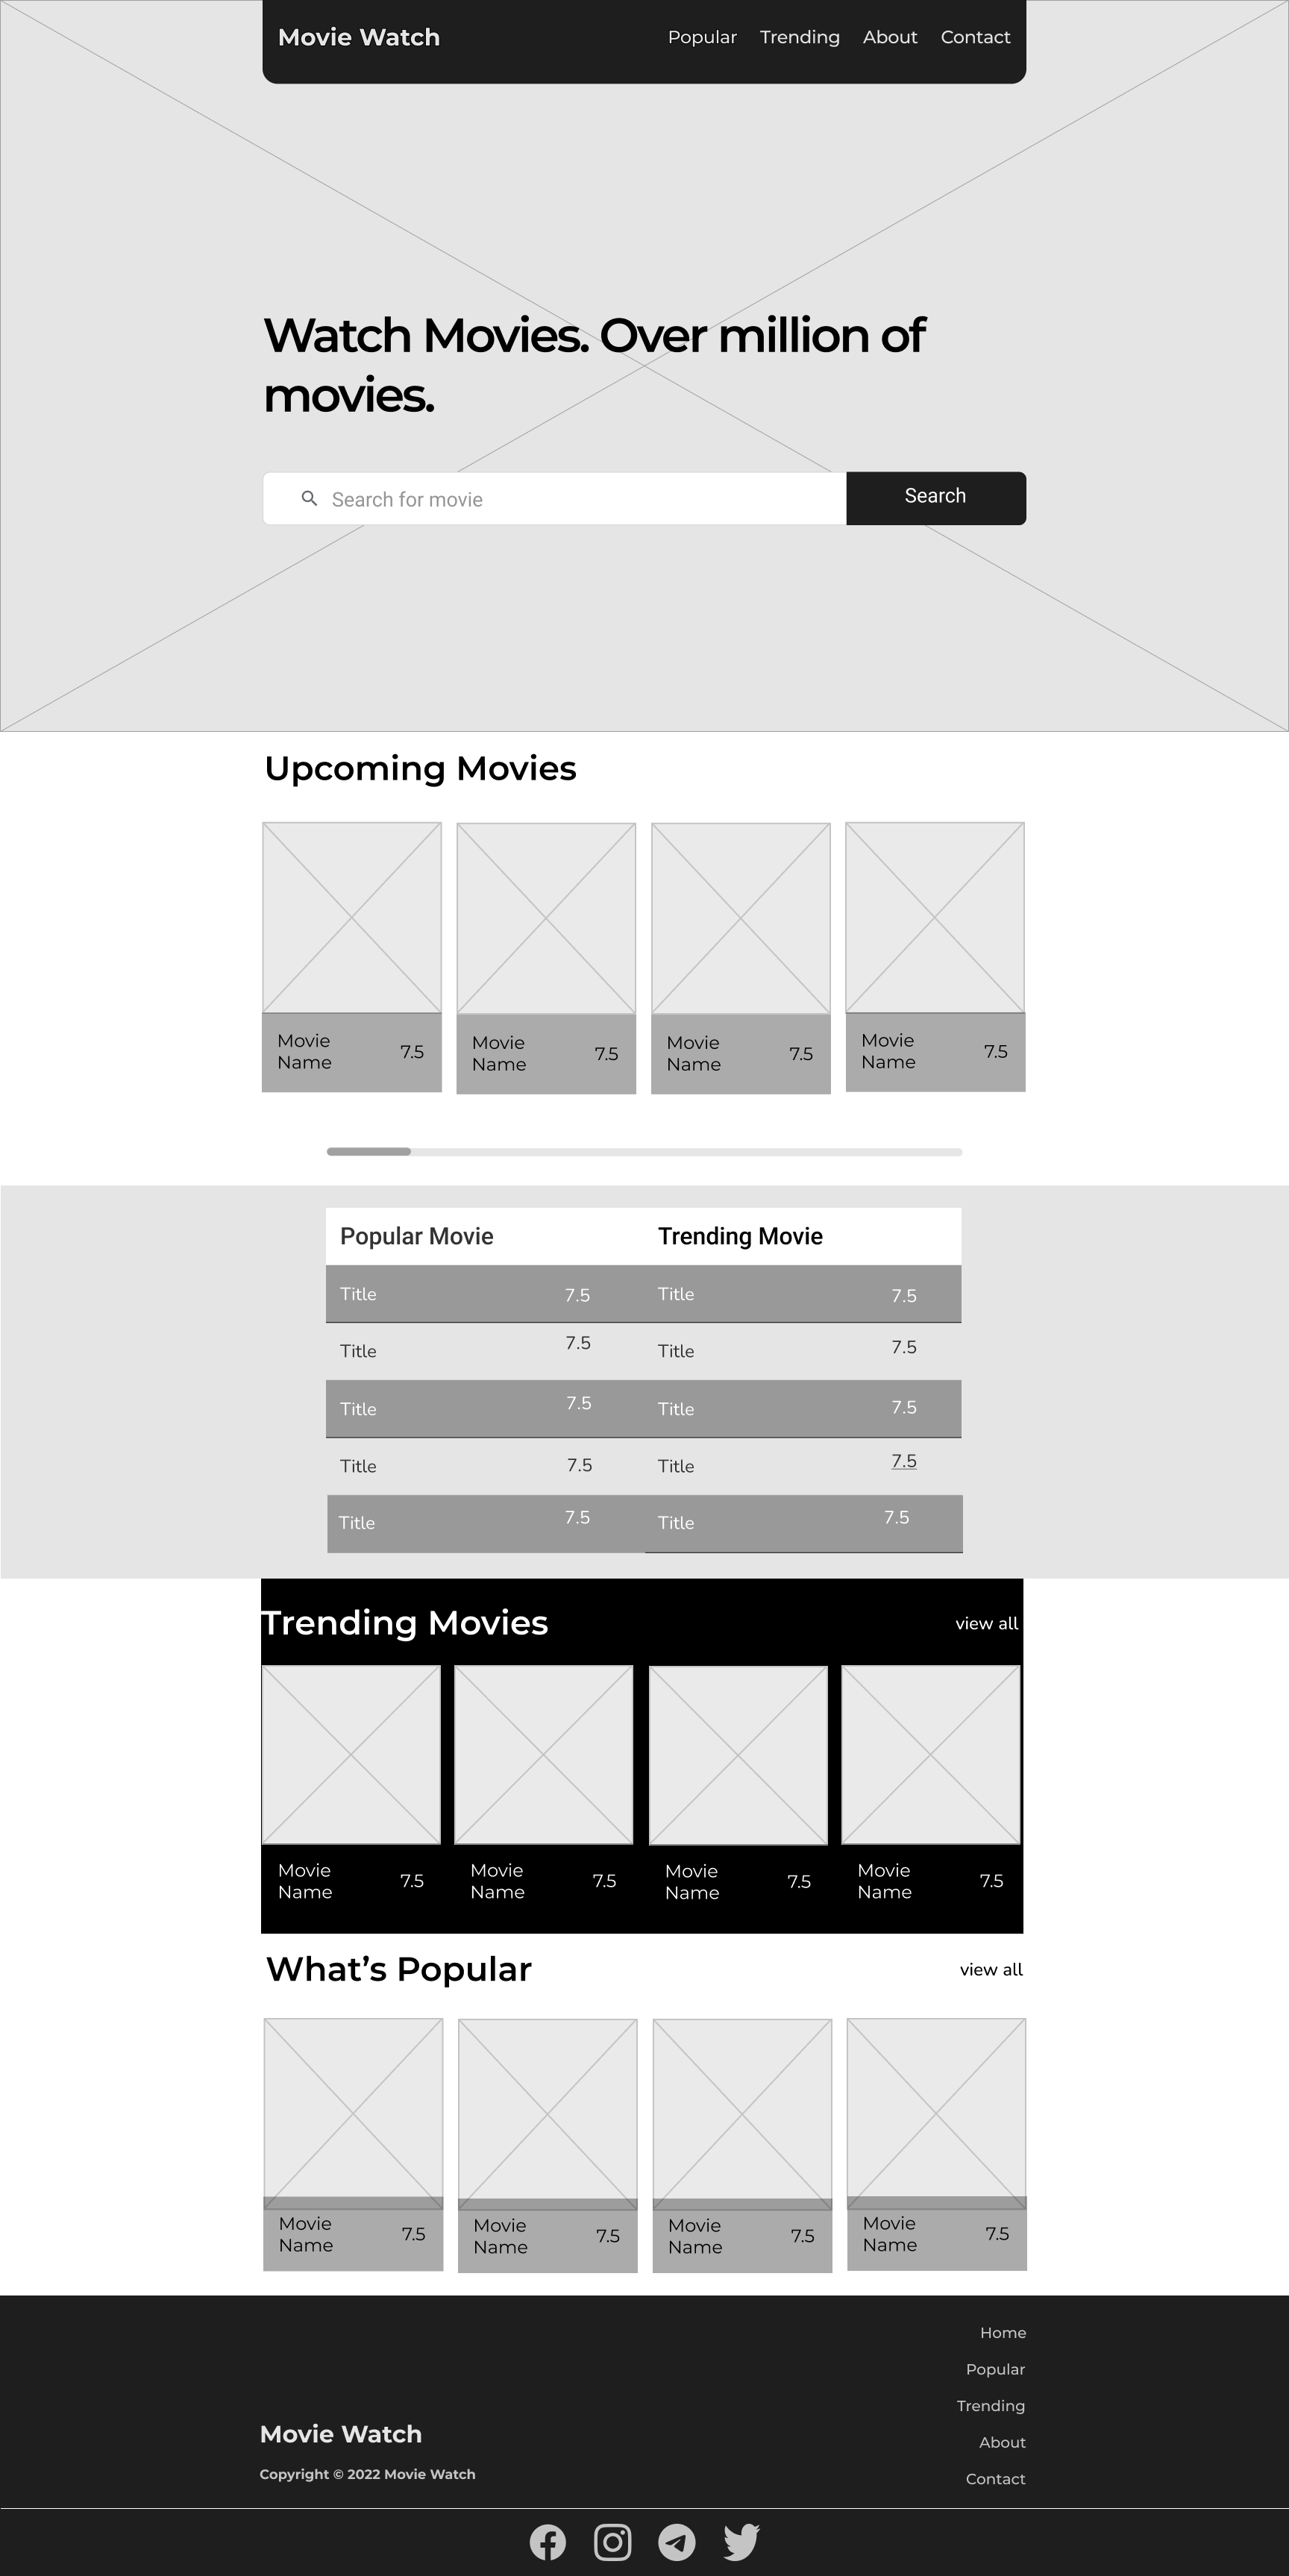 Movie Watch
Popular Trending About Contact
Watch Movies. Over million of
movies.
Search for movie
Search
Upcoming Movies
Movie
Name
7.5
Movie
Name
7.5
Movie
Name
7.5
Movie
Name
7.5
Popular Movie Trending Movie
Title 7.5 Title 7.5
Title 7.5 Title 7.5
Title 7.5 Title 7.5
Title 7.5 Title 7.5
Title 7.5 Title 7.5
Trending Movies view all
Movie
Name
7.5
Movie
Name
7.5
Movie
Name
7.5
Movie
Name
7.5
What’s Popular view all
Movie
Name
7.5
Movie
Name
7.5
Movie
Name
7.5
Movie
Name
7.5
Home
Popular
Trending
About
Contact
Movie Watch
Copyright © 2022 Movie Watch